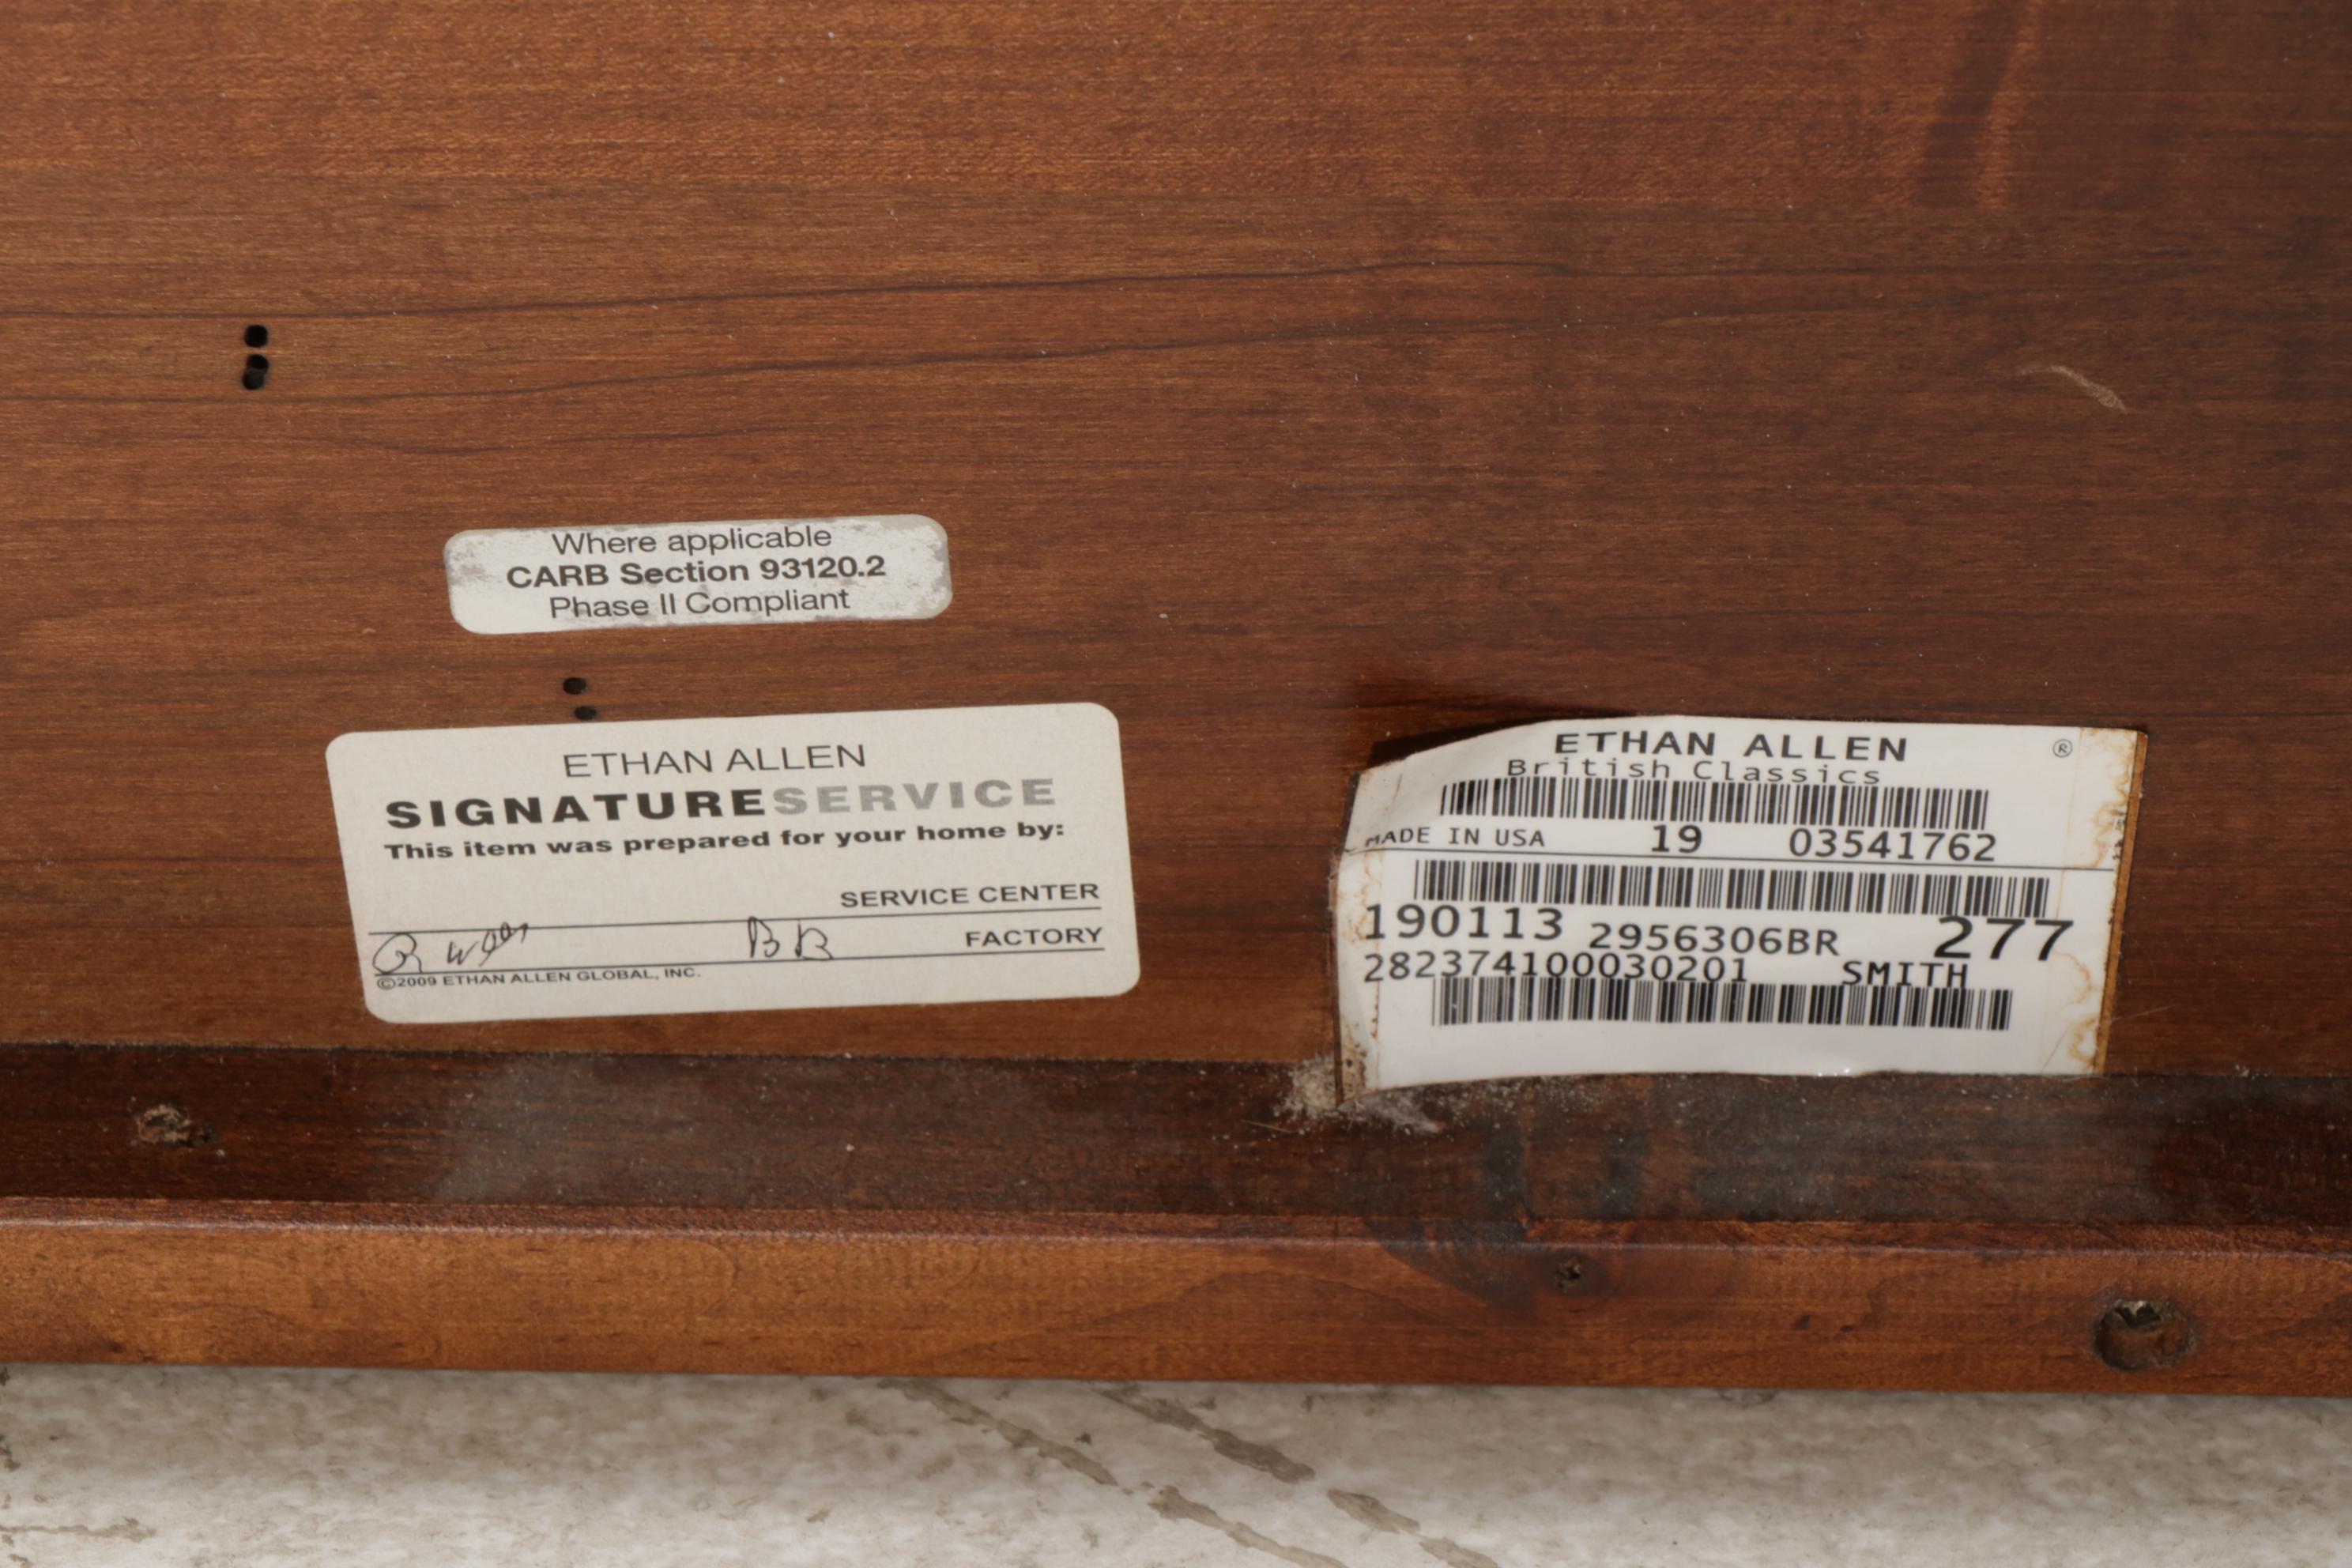 Where applicable
CARB Section 93120.2
Phase II Compliant
ETHAN ALLEN
SIGNATURESERVICE
This item was prepared for your home by:
SERVICE CENTER
BB FACTORY
©2009 ETHAN ALLEN GLOBAL, INC.
ETHAN ALLEN ®
British Classics
MADE IN USA 19 03541762
190113 2956306BR 277
282374100030201 SMITH